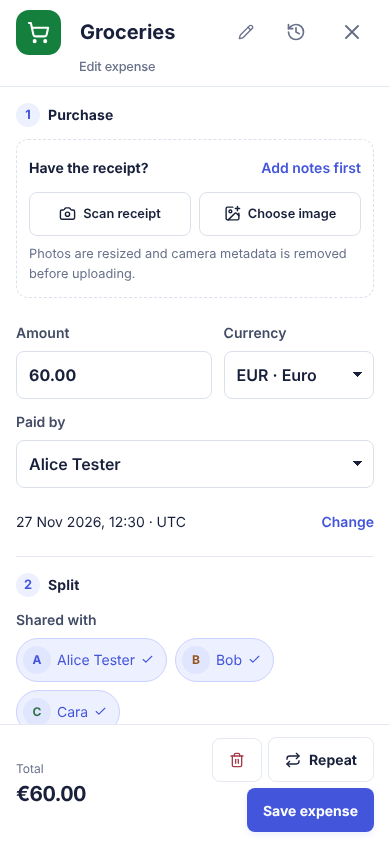 Groceries
Edit expense
1 Purchase
Have the receipt? Add notes first
Scan receipt Choose image
Photos are resized and camera metadata is removed
before uploading.
Amount Currency
60.00 EUR · Euro
Paid by
Alice Tester
27 Nov 2026, 12:30 · UTC Change
2 Split
Shared with
A Alice Tester B Bob
C Cara
Total
Repeat
€60.00
Save expense